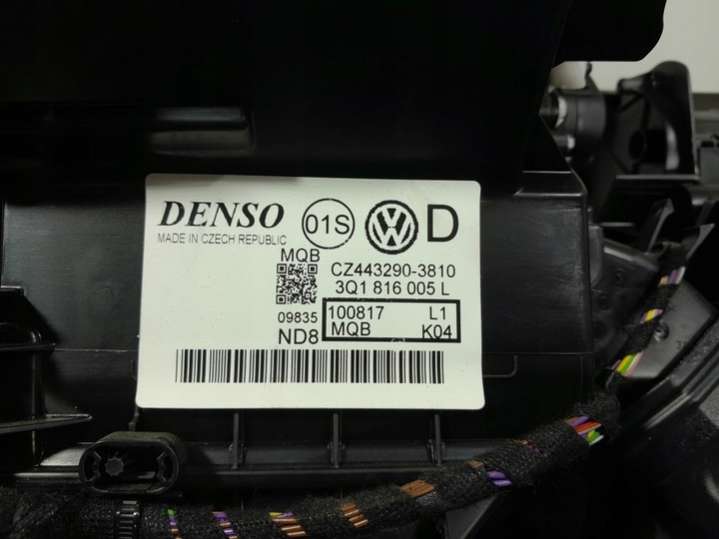 DENSO 01S D
MADE IN CZECH REPUBLIC
MQB CZ443290-3810
3Q1 816 005 L
09835 100817 L1
ND8 MQB K04